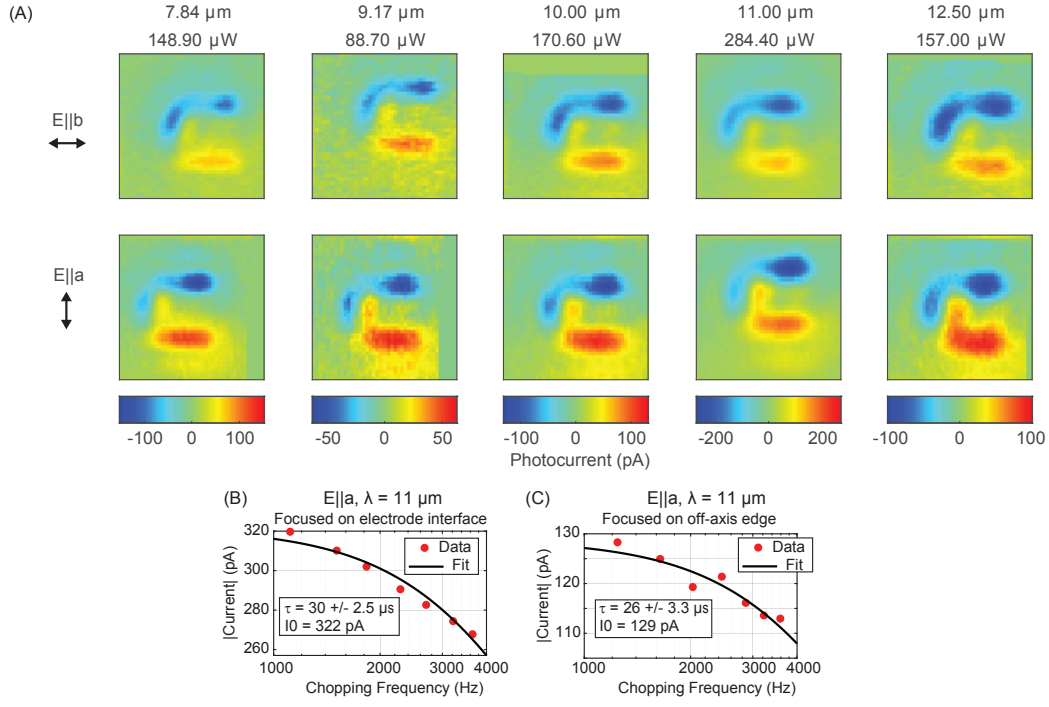 (A)
7.84 μm 9.17 μm 10.00 μm 11.00 μm 12.50 μm
148.90 μW 88.70 μW 170.60 μW 284.40 μW 157.00 μW
E||b
E||a
-100 0 100 -50 0 50 -100 0 100 -200 0 200 -100 0 100
Photocurrent (pA)
(B) E||a, λ = 11 μm
Focused on electrode interface
320
300
280
260
|Current| (pA)
Data
Fit
τ = 30 +/- 2.5 μs
I0 = 322 pA
1000 2000 3000 4000
Chopping Frequency (Hz)
(C) E||a, λ = 11 μm
Focused on off-axis edge
130
120
110
|Current| (pA)
Data
Fit
τ = 26 +/- 3.3 μs
I0 = 129 pA
1000 2000 3000 4000
Chopping Frequency (Hz)